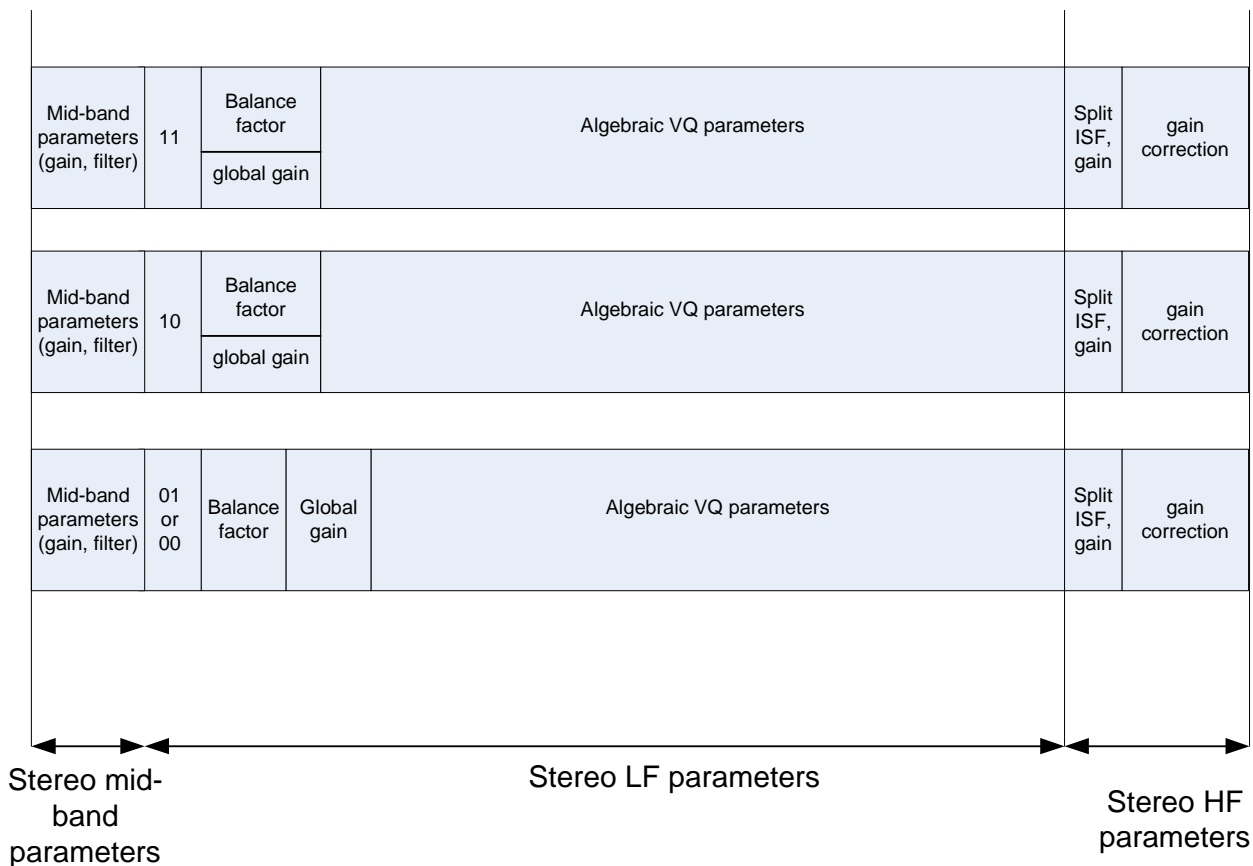 Mid-band
parameters
(gain, filter)
11
Balance
factor
global gain
Algebraic VQ parameters
Split
ISF,
gain
gain
correction
Mid-band
parameters
(gain, filter)
10
Balance
factor
global gain
Algebraic VQ parameters
Split
ISF,
gain
gain
correction
Mid-band
parameters
(gain, filter)
01
or
00
Balance
factor
Global
gain
Algebraic VQ parameters
Split
ISF,
gain
gain
correction
Stereo mid-
band
parameters
Stereo LF parameters
Stereo HF
parameters